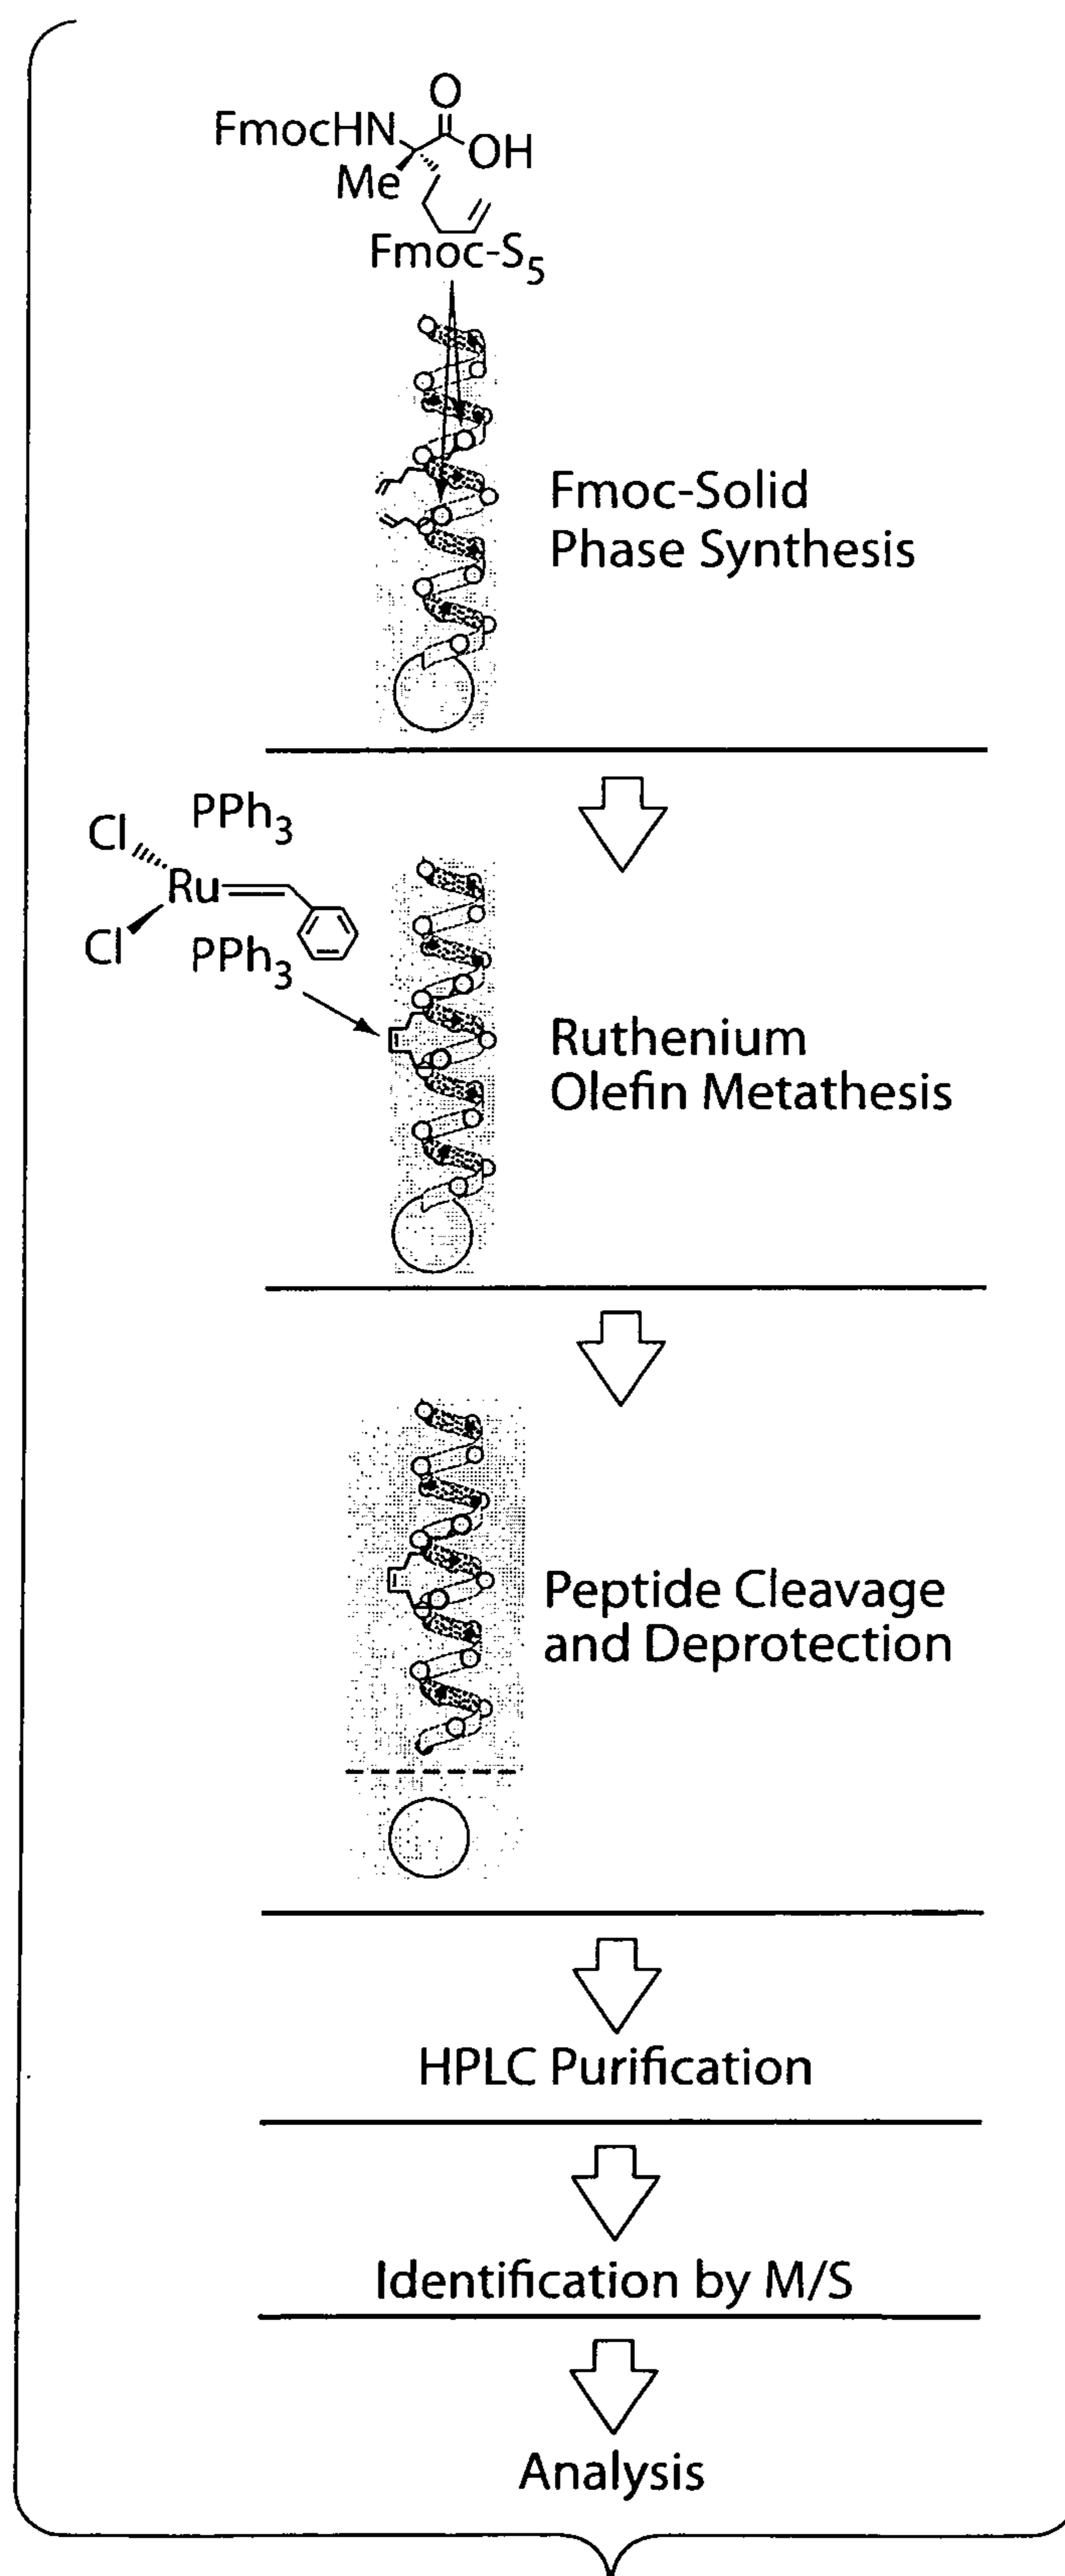 O
FmocHN
OH
Me
Fmoc-S5
Fmoc-Solid
Phase Synthesis
PPh3
Cl
Ru
Cl
PPh3
Ruthenium
Olefin Metathesis
Peptide Cleavage
and Deprotection
HPLC Purification
Identification by M/S
Analysis